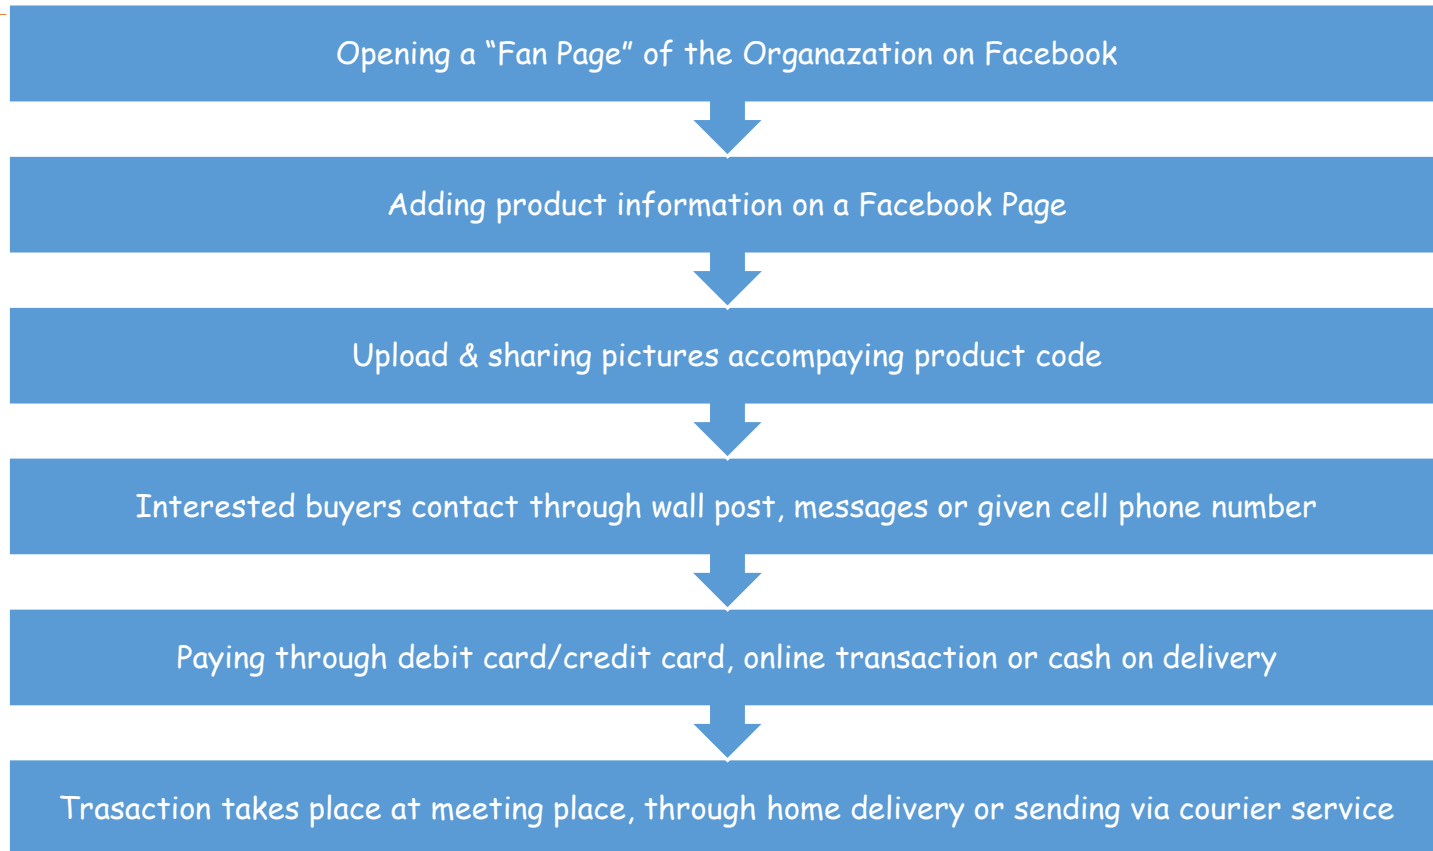 Opening a “Fan Page” of the Organazation on Facebook
Adding product information on a Facebook Page
Upload & sharing pictures accompaying product code
Interested buyers contact through wall post, messages or given cell phone number
Paying through debit card/credit card, online transaction or cash on delivery
Trasaction takes place at meeting place, through home delivery or sending via courier service